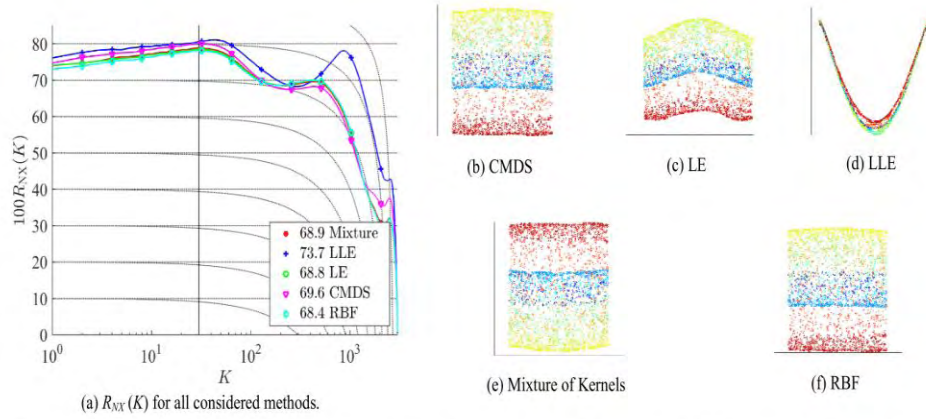 80
70
60
50
40
30
20
10
0
100R_NX(K)
68.9 Mixture
73.7 LLE
68.8 LE
69.6 CMDS
68.4 RBF
10^0
10^1
10^2
10^3
K
(a) R_NX(K) for all considered methods.
(b) CMDS
(c) LE
(d) LLE
(e) Mixture of Kernels
(f) RBF